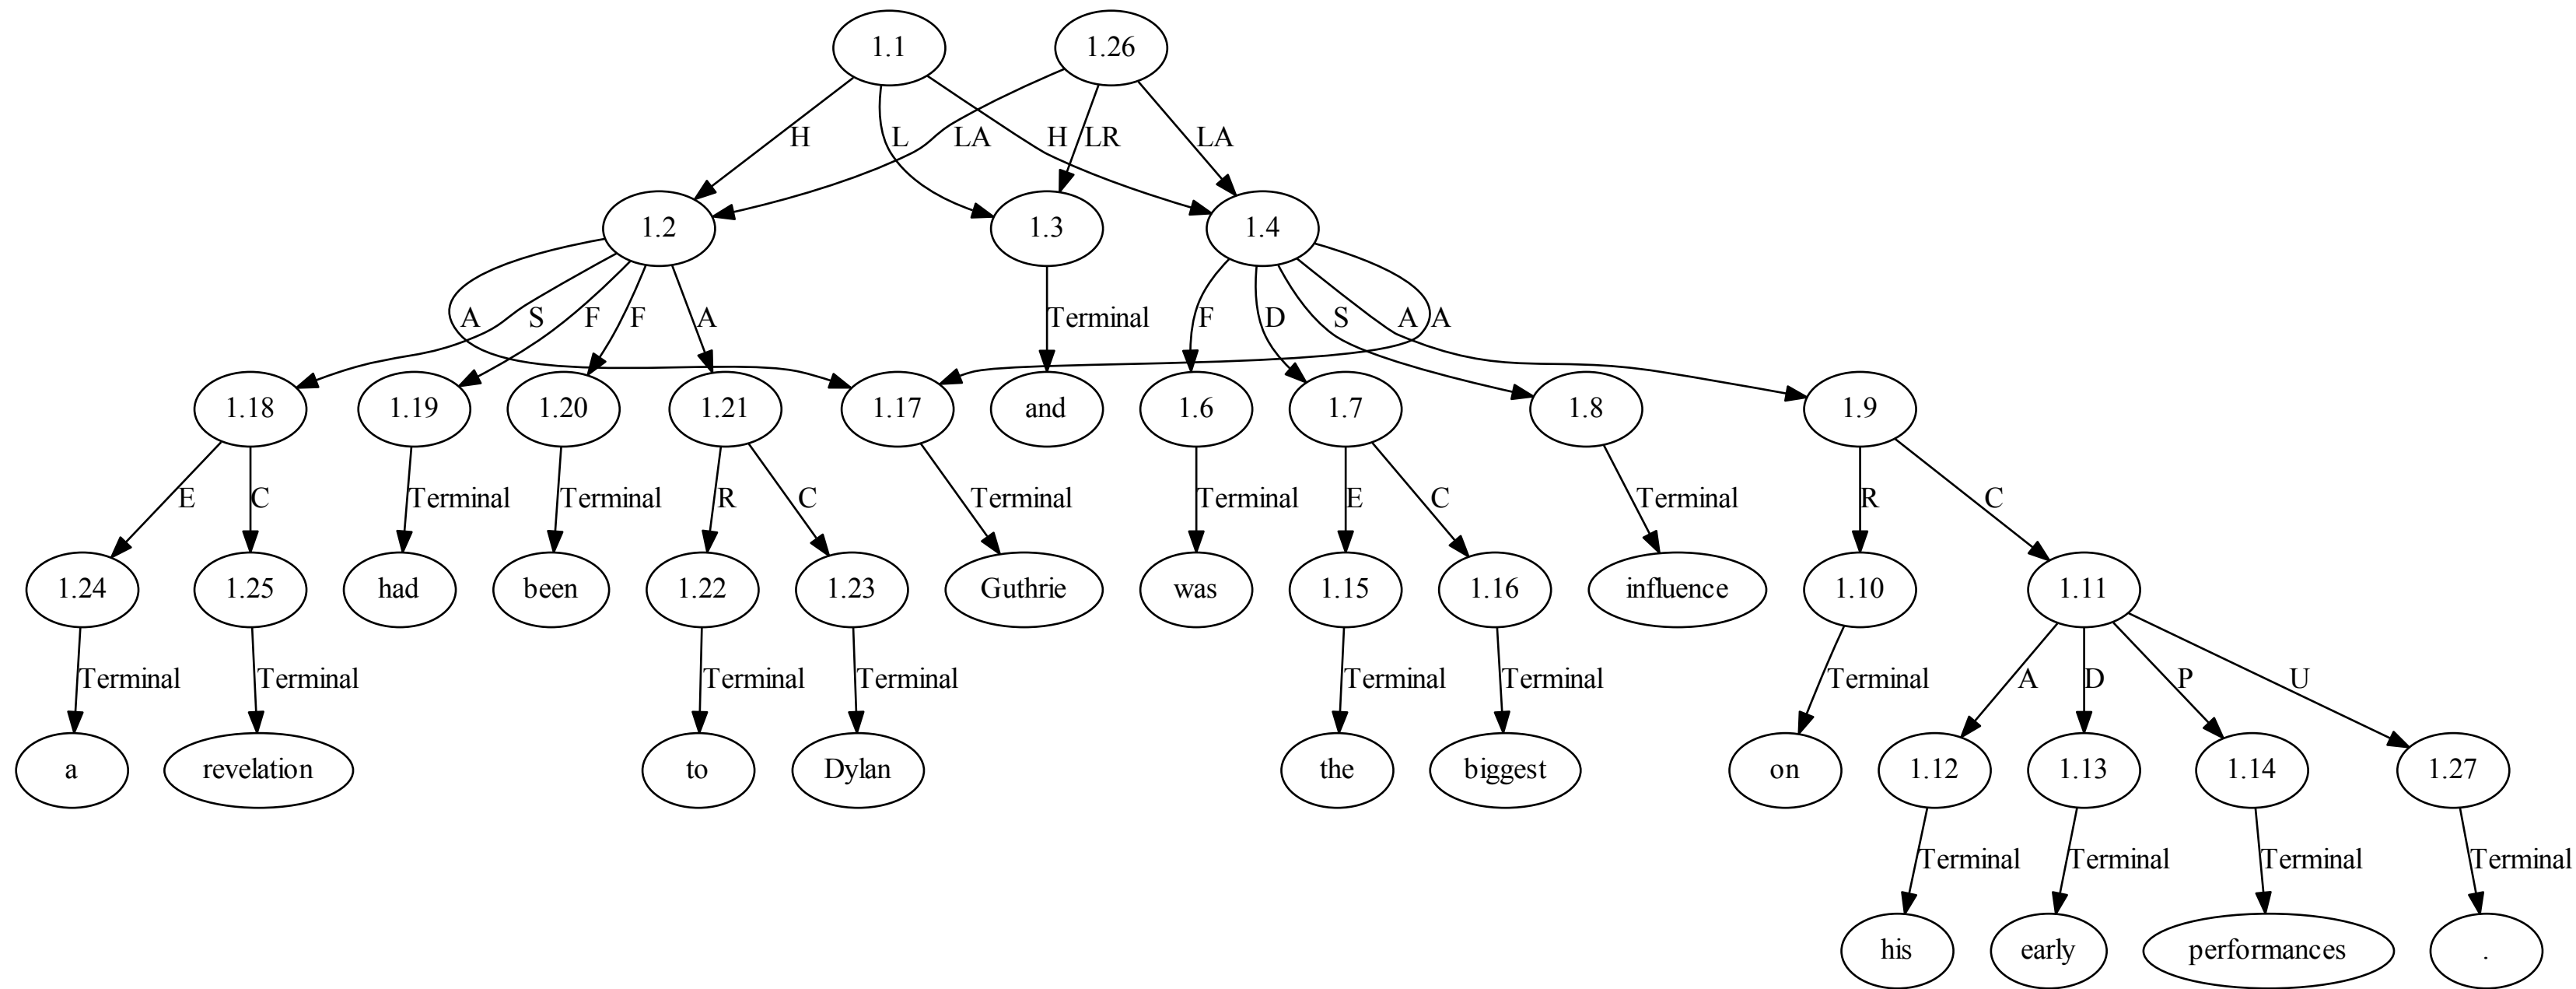 1.1 1.26
H L LA H LR LA
1.2 1.3 1.4
A S F F A Terminal F D S A A
1.18 1.19 1.20 1.21 1.17 and 1.6 1.7 1.8 1.9
E C Terminal Terminal R C Terminal Terminal E C Terminal R C
1.24 1.25 had been 1.22 1.23 Guthrie was 1.15 1.16 influence 1.10 1.11
Terminal Terminal Terminal Terminal Terminal Terminal Terminal A D P U
a revelation to Dylan the biggest on 1.12 1.13 1.14 1.27
Terminal Terminal Terminal Terminal
his early performances .